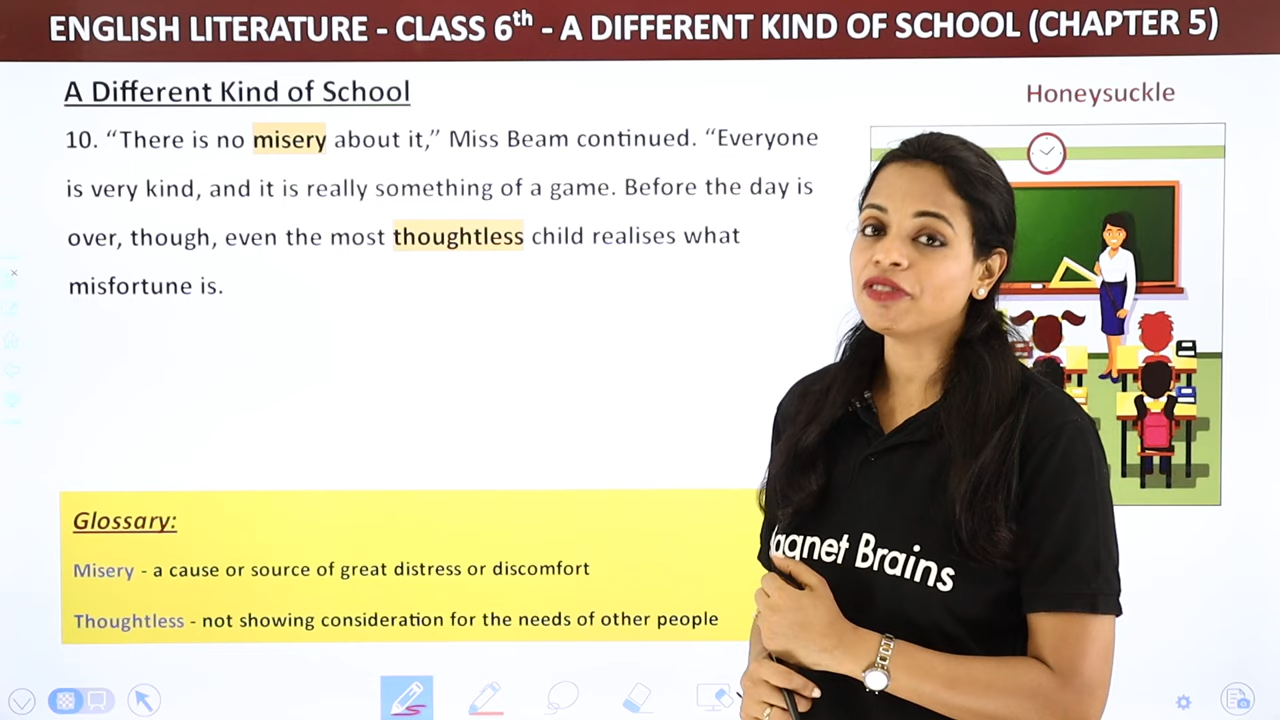 ENGLISH LITERATURE - CLASS 6th - A DIFFERENT KIND OF SCHOOL (CHAPTER 5)
A Different Kind of School
Honeysuckle
10. “There is no misery about it,” Miss Beam continued. “Everyone
is very kind, and it is really something of a game. Before the day is
over, though, even the most thoughtless child realises what
misfortune is.
Glossary:
Misery - a cause or source of great distress or discomfort
Thoughtless - not showing consideration for the needs of other people
agnet Brains